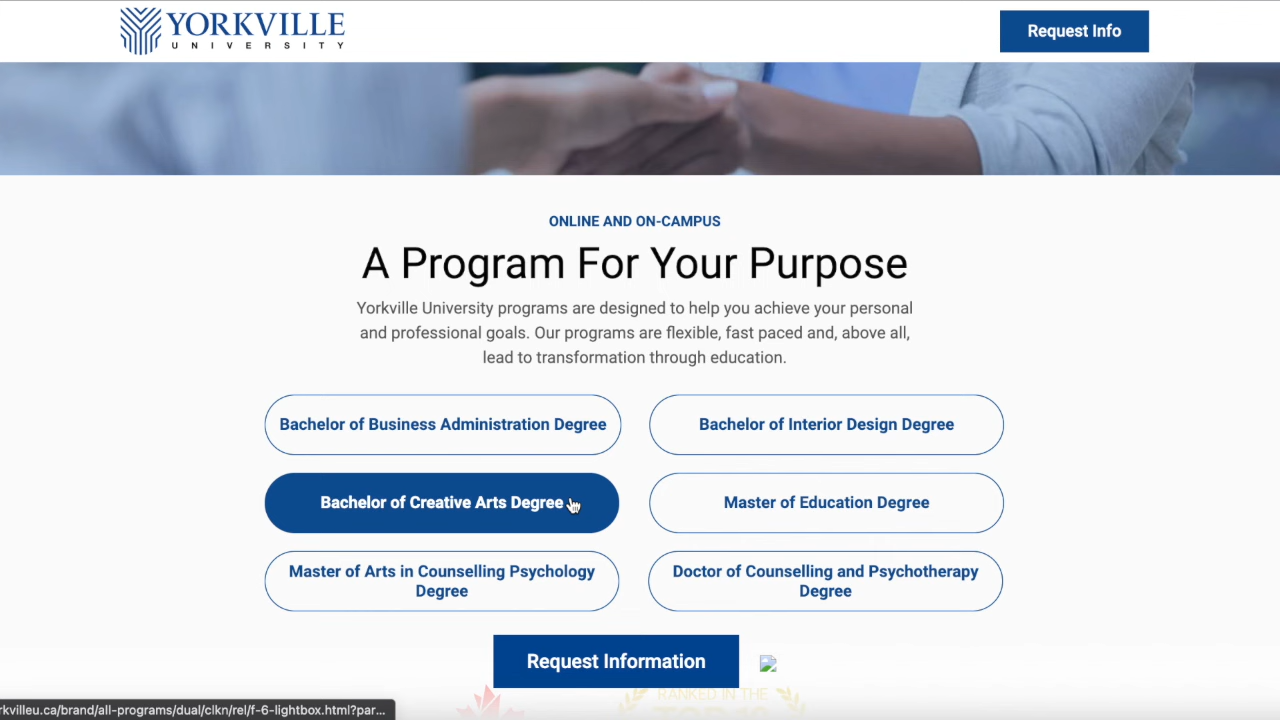 YORKVILLE
UNIVERSITY
Request Info
ONLINE AND ON-CAMPUS
A Program For Your Purpose
Yorkville University programs are designed to help you achieve your personal
and professional goals. Our programs are flexible, fast paced and, above all,
lead to transformation through education.
Bachelor of Business Administration Degree
Bachelor of Interior Design Degree
Bachelor of Creative Arts Degree
Master of Education Degree
Master of Arts in Counselling Psychology
Degree
Doctor of Counselling and Psychotherapy
Degree
Request Information
RANKED IN THE
rkvilleu.ca/brand/all-programs/dual/clkn/rel/f-6-lightbox.html?par...